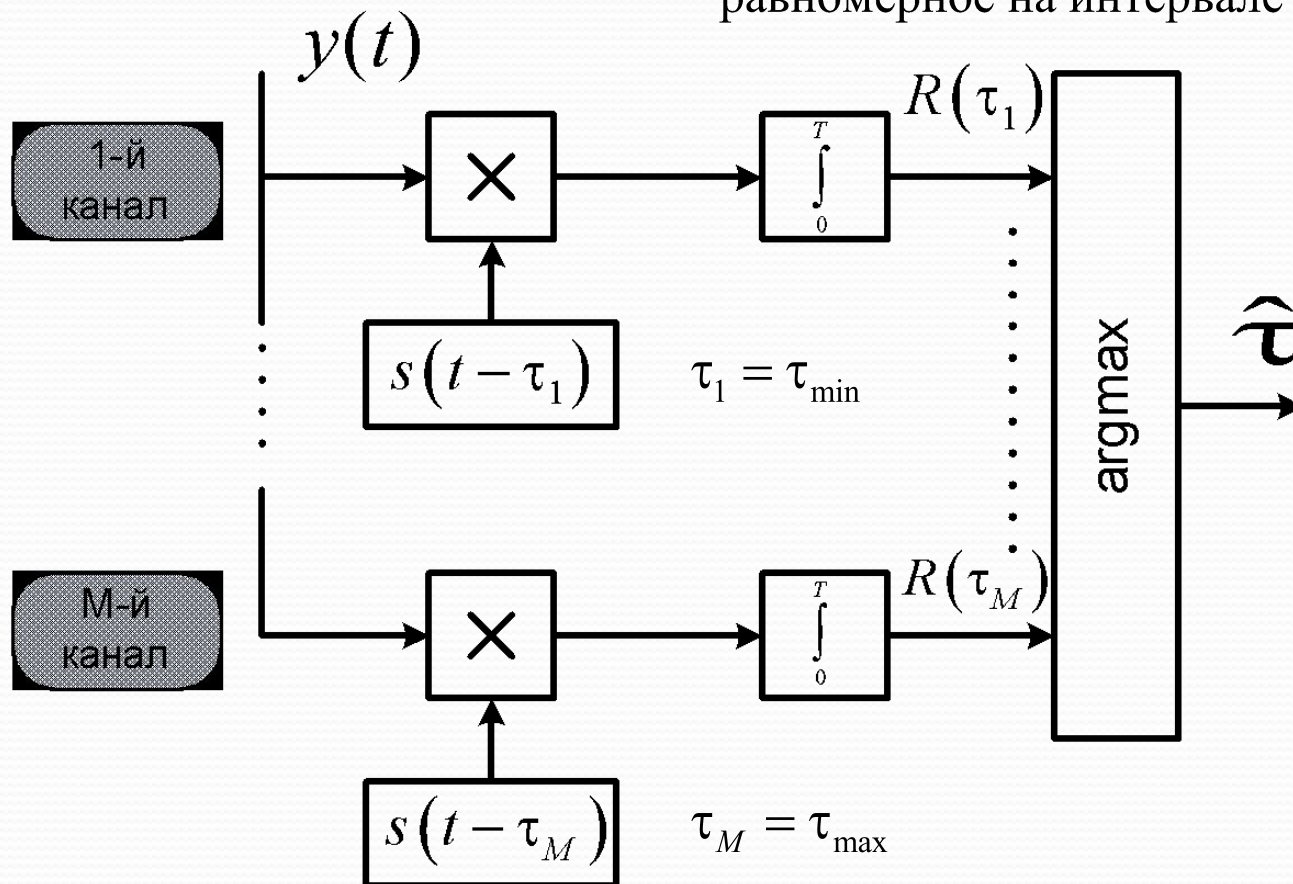 равномерное на интервале
y(t)
1-й
канал
×
∫
T
0
R(τ₁)
s(t − τ₁)
τ₁ = τmin
argmax
τ̂
М-й
канал
×
∫
T
0
R(τM)
s(t − τM)
τM = τmax